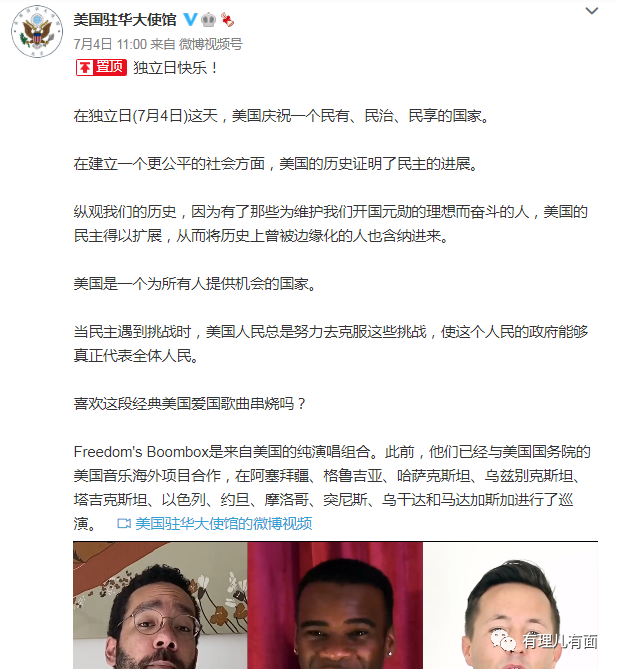 美国驻华大使馆
7月4日 11:00 来自 微博视频号
置顶 独立日快乐！
在独立日(7月4日)这天，美国庆祝一个民有、民治、民享的国家。
在建立一个更公平的社会方面，美国的历史证明了民主的进展。
纵观我们的历史，因为有了那些为维护我们开国元勋的理想而奋斗的人，美国的
民主得以扩展，从而将历史上曾被边缘化的人也含纳进来。
美国是一个为所有人提供机会的国家。
当民主遇到挑战时，美国人民总是努力去克服这些挑战，使这个人民的政府能够
真正代表全体人民。
喜欢这段经典美国爱国歌曲串烧吗？
Freedom's Boombox是来自美国的纯演唱组合。此前，他们已经与美国国务院的
美国音乐海外项目合作，在阿塞拜疆、格鲁吉亚、哈萨克斯坦、乌兹别克斯坦、
塔吉克斯坦、以色列、约旦、摩洛哥、突尼斯、乌干达和马达加斯加进行了巡
演。 美国驻华大使馆的微博视频
有理儿有面